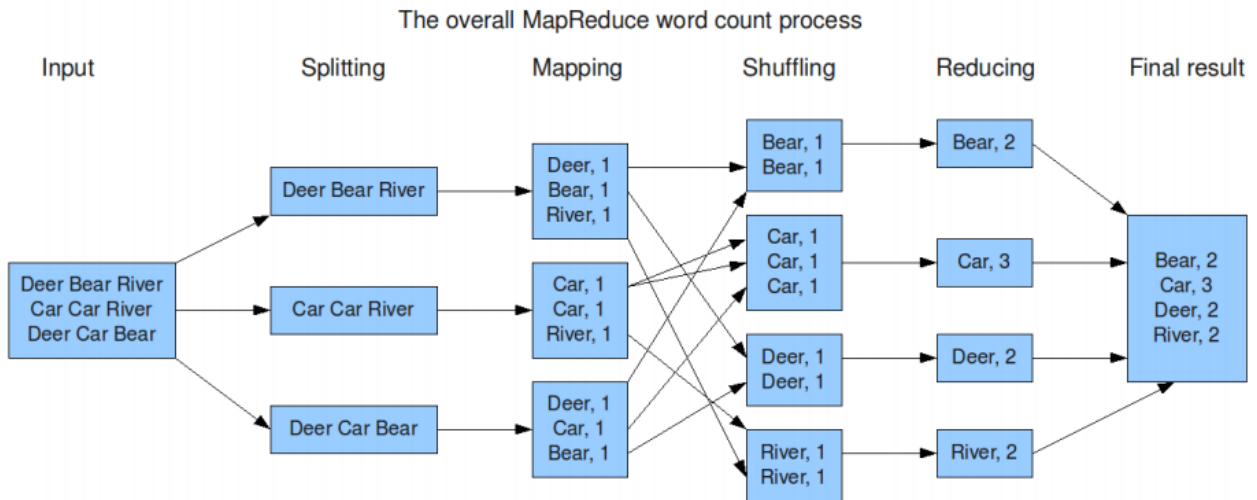 The overall MapReduce word count process
Input
Splitting
Mapping
Shuffling
Reducing
Final result
Deer Bear River
Car Car River
Deer Car Bear
Deer Bear River
Car Car River
Deer Car Bear
Deer, 1
Bear, 1
River, 1
Car, 1
Car, 1
River, 1
Deer, 1
Car, 1
Bear, 1
Bear, 1
Bear, 1
Car, 1
Car, 1
Car, 1
Deer, 1
Deer, 1
River, 1
River, 1
Bear, 2
Car, 3
Deer, 2
River, 2
Bear, 2
Car, 3
Deer, 2
River, 2